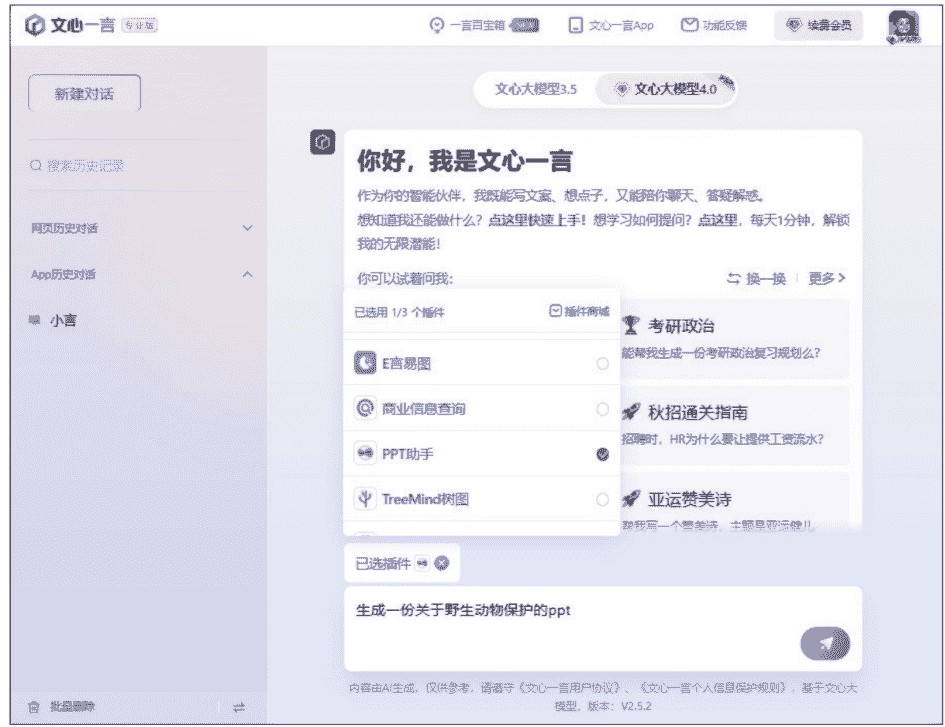 文心一言 专业版
一言百宝箱
文心一言App
功能反馈
续费会员
新建对话
搜索历史记录
网页历史对话
App历史对话
小言
批量删除
文心大模型3.5
文心大模型4.0
你好，我是文心一言
作为你的智能伙伴，我既能写文案、想点子，又能陪你聊天、答疑解惑。
想知道我还能做什么？点这里快速上手！想学习如何提问？点这里，每天1分钟，解锁
我的无限潜能！
你可以试着问我：
换一换
更多
已选用 1/3 个插件
插件商城
E言易图
商业信息查询
PPT助手
TreeMind树图
考研政治
能帮我生成一份考研政治复习规划么？
秋招通关指南
招聘时，HR为什么要让提供工资流水？
亚运赞美诗
帮我写一个赞美诗，主题是亚运健儿
已选插件
生成一份关于野生动物保护的ppt
内容由AI生成，仅供参考，请遵守《文心一言用户协议》、《文心一言个人信息保护规则》，基于文心大
模型，版本：V2.5.2